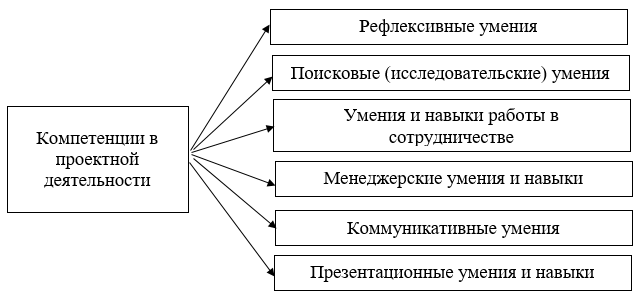 Компетенции в
проектной
деятельности
Рефлексивные умения
Поисковые (исследовательские) умения
Умения и навыки работы в
сотрудничестве
Менеджерские умения и навыки
Коммуникативные умения
Презентационные умения и навыки